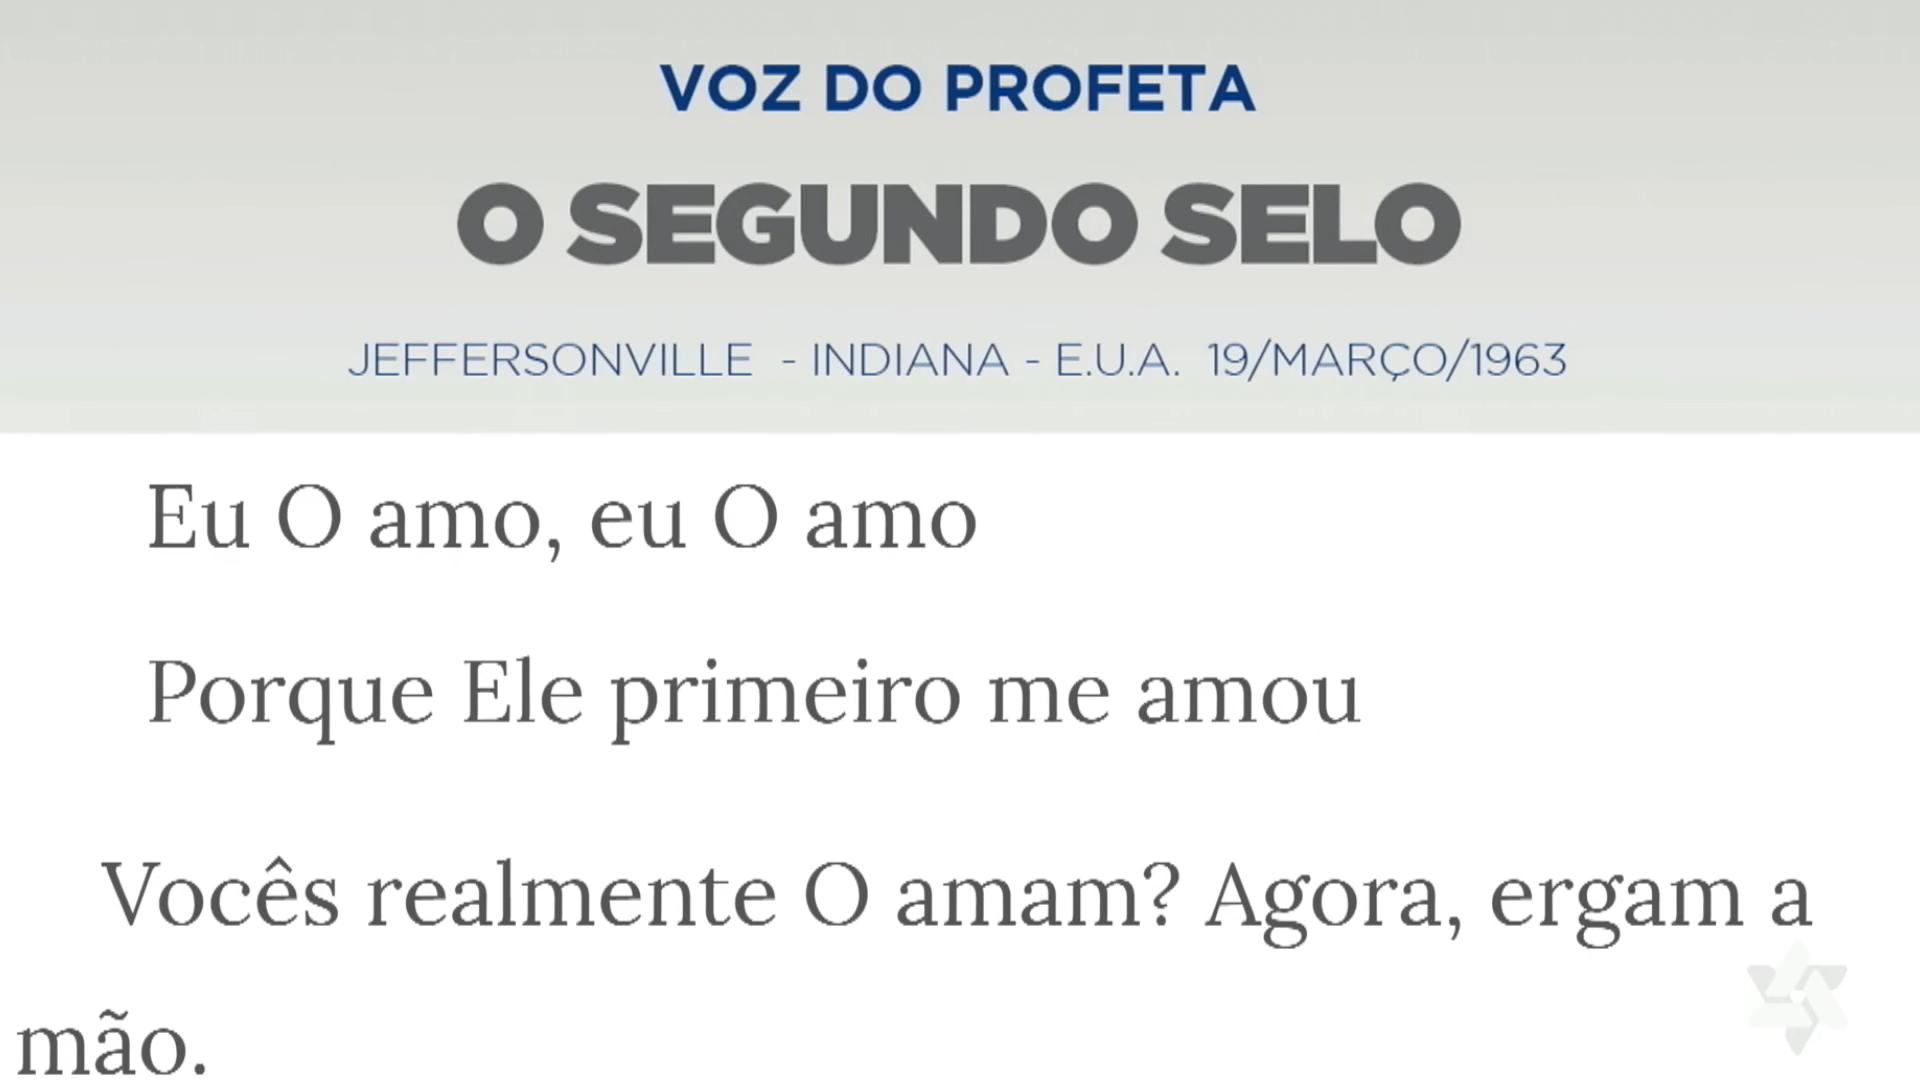 VOZ DO PROFETA
O SEGUNDO SELO
JEFFERSONVILLE - INDIANA - E.U.A. 19/MARÇO/1963
Eu O amo, eu O amo
Porque Ele primeiro me amou
Vocês realmente O amam? Agora, ergam a
mão.